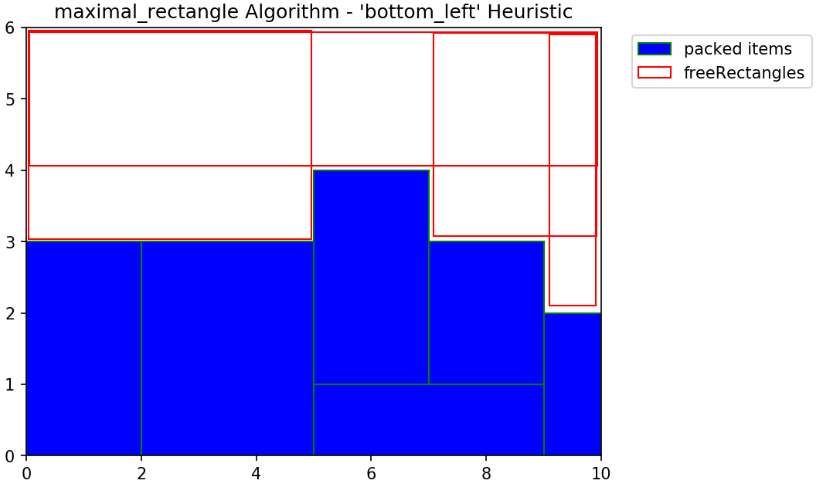 maximal_rectangle Algorithm - 'bottom_left' Heuristic
6
5
4
3
2
1
0
0 2 4 6 8 10
packed items
freeRectangles